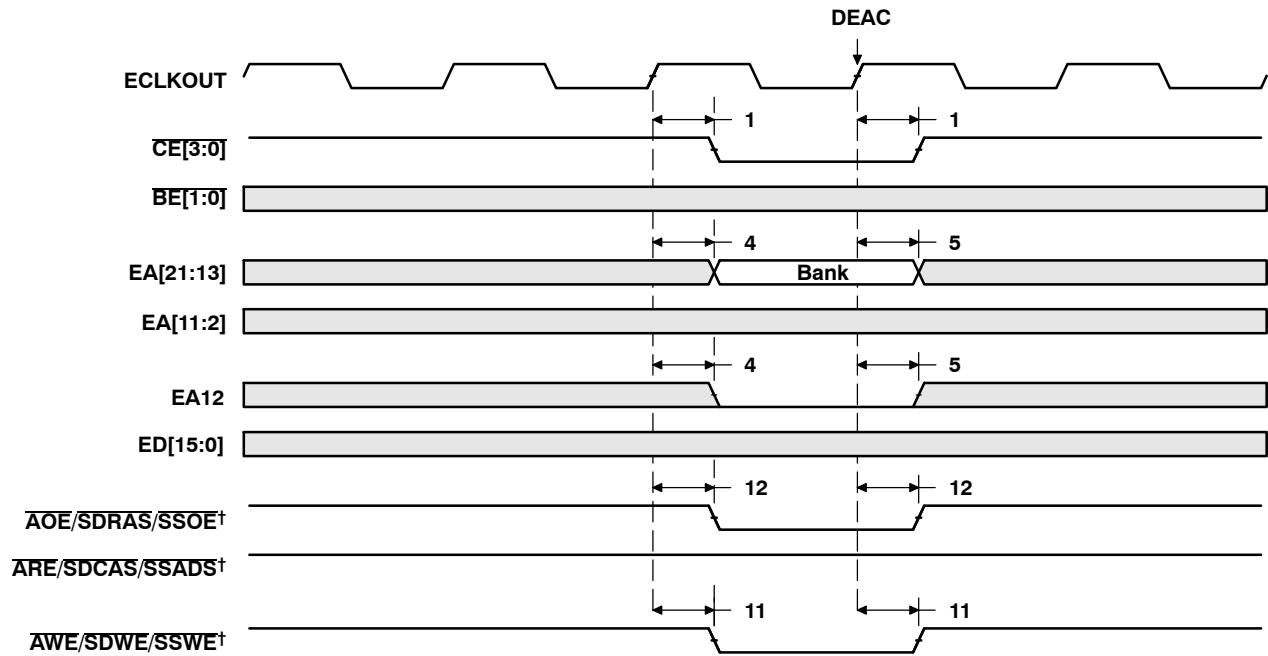 DEAC
ECLKOUT
1 1
CE[3:0]
BE[1:0]
4 5
EA[21:13] Bank
EA[11:2]
4 5
EA12
ED[15:0]
12 12
AOE/SDRAS/SSOE†
ARE/SDCAS/SSADS†
11 11
AWE/SDWE/SSWE†